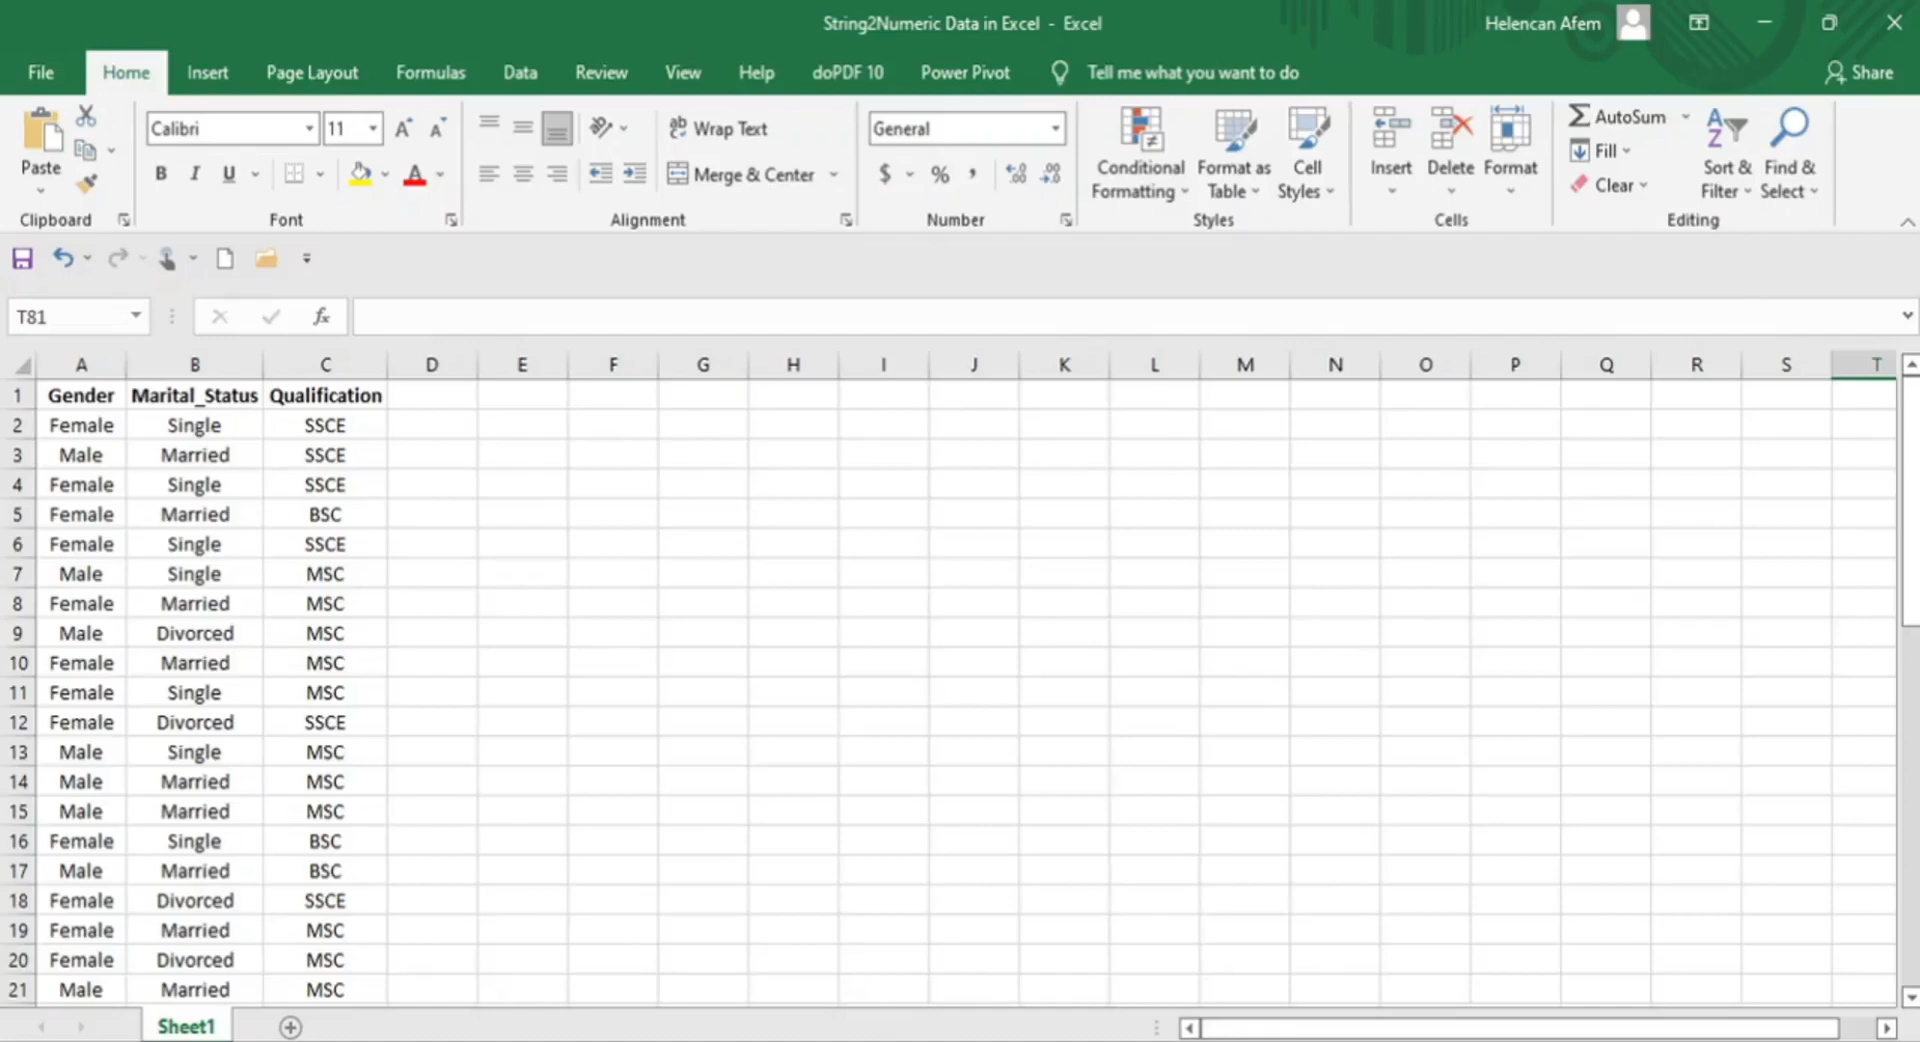 String2Numeric Data in Excel - Excel
Helencan Afem
File Home Insert Page Layout Formulas Data Review View Help doPDF 10 Power Pivot Tell me what you want to do Share
Calibri 11 Wrap Text General AutoSum
Paste B I U Merge & Center $ % , Conditional Formatting Format as Table Cell Styles Insert Delete Format Fill Clear Sort & Filter Find & Select
Clipboard Font Alignment Number Styles Cells Editing
T81 fx
A B C D E F G H I J K L M N O P Q R S T
1 Gender Marital_Status Qualification
2 Female Single SSCE
3 Male Married SSCE
4 Female Single SSCE
5 Female Married BSC
6 Female Single SSCE
7 Male Single MSC
8 Female Married MSC
9 Male Divorced MSC
10 Female Married MSC
11 Female Single MSC
12 Female Divorced SSCE
13 Male Single MSC
14 Male Married MSC
15 Male Married MSC
16 Female Single BSC
17 Male Married BSC
18 Female Divorced SSCE
19 Female Married MSC
20 Female Divorced MSC
21 Male Married MSC
Sheet1